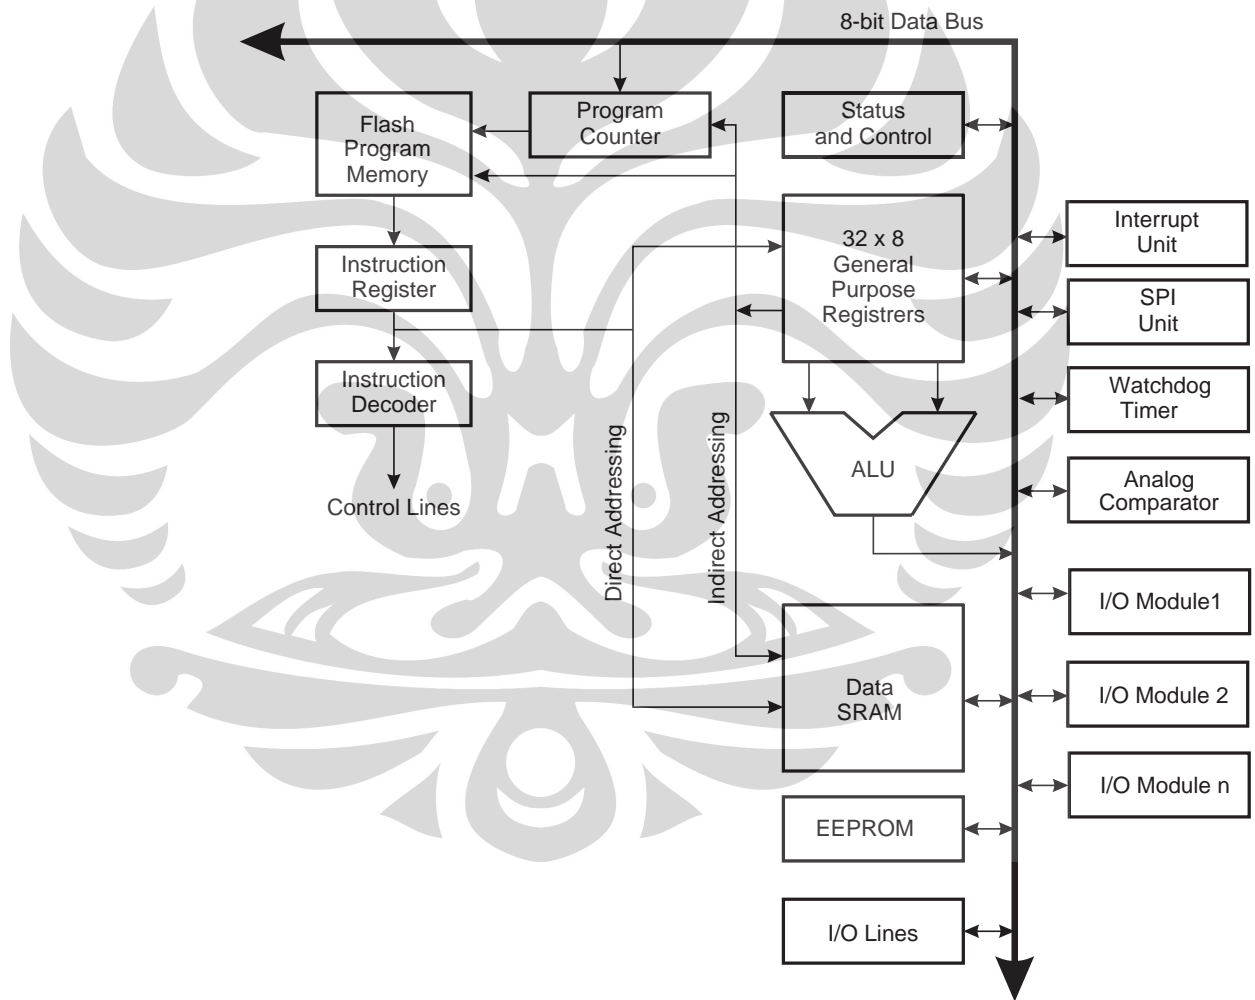 8-bit Data Bus
Flash
Program
Memory
Program
Counter
Status
and Control
Interrupt
Unit
32 x 8
General
Purpose
Registrers
Instruction
Register
SPI
Unit
Instruction
Decoder
Watchdog
Timer
ALU
Analog
Comparator
Control Lines
Direct Addressing
Indirect Addressing
I/O Module1
Data
SRAM
I/O Module 2
I/O Module n
EEPROM
I/O Lines